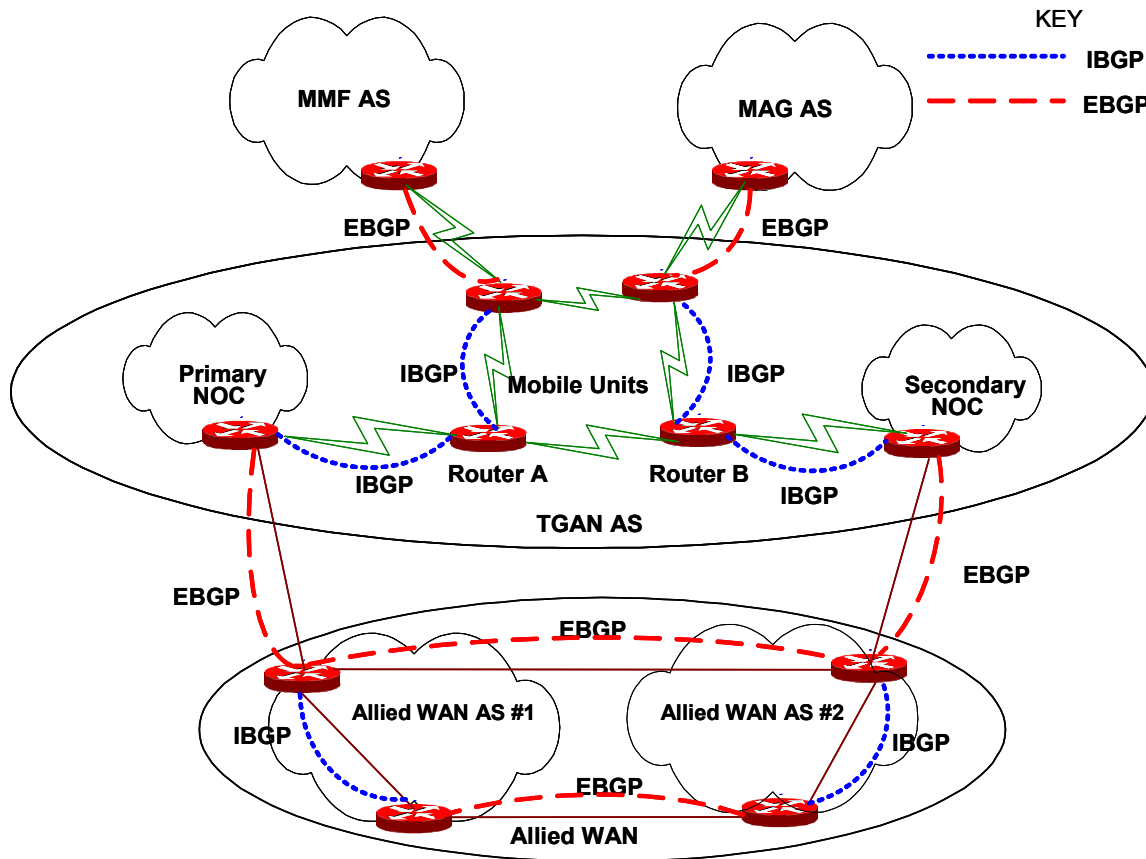 KEY
IBGP
EBGP
MMF AS
MAG AS
EBGP
EBGP
Primary
NOC
IBGP
Mobile Units
IBGP
Secondary
NOC
Router A
Router B
IBGP
IBGP
TGAN AS
EBGP
EBGP
EBGP
Allied WAN AS #1
Allied WAN AS #2
IBGP
IBGP
EBGP
Allied WAN